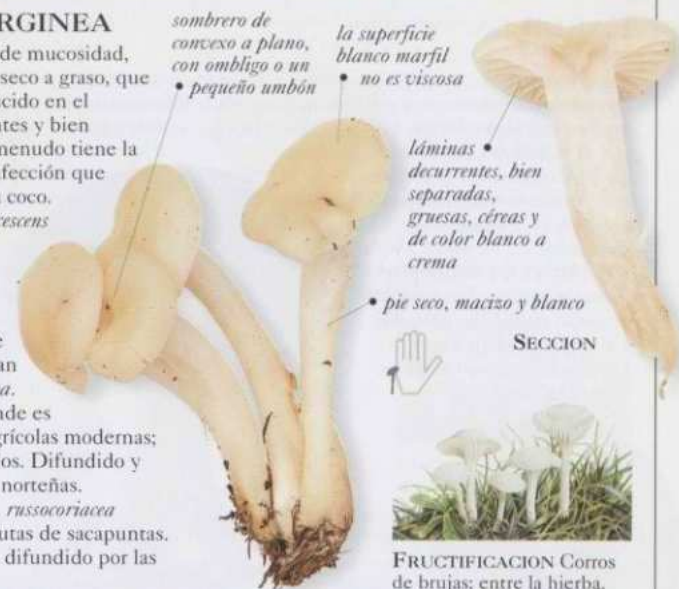 RGINEA
de mucosidad,
seco a graso, que
cido en el
ntes y bien
menudo tiene la
fección que
coco.
escens
an
a.
nde es
grícolas modernas;
os. Difundido y
norteñas.
russocoriacea
utas de sacapuntas.
difundido por las
sombrero de
convexo a plano,
con ombligo o un
• pequeño umbón
la superficie
blanco marfil
• no es viscosa
láminas •
decurrentes, bien
separadas,
gruesas, céreas y
de color blanco a
crema
• pie seco, macizo y blanco
SECCION
FRUCTIFICACION Corros
de brujas; entre la hierba.